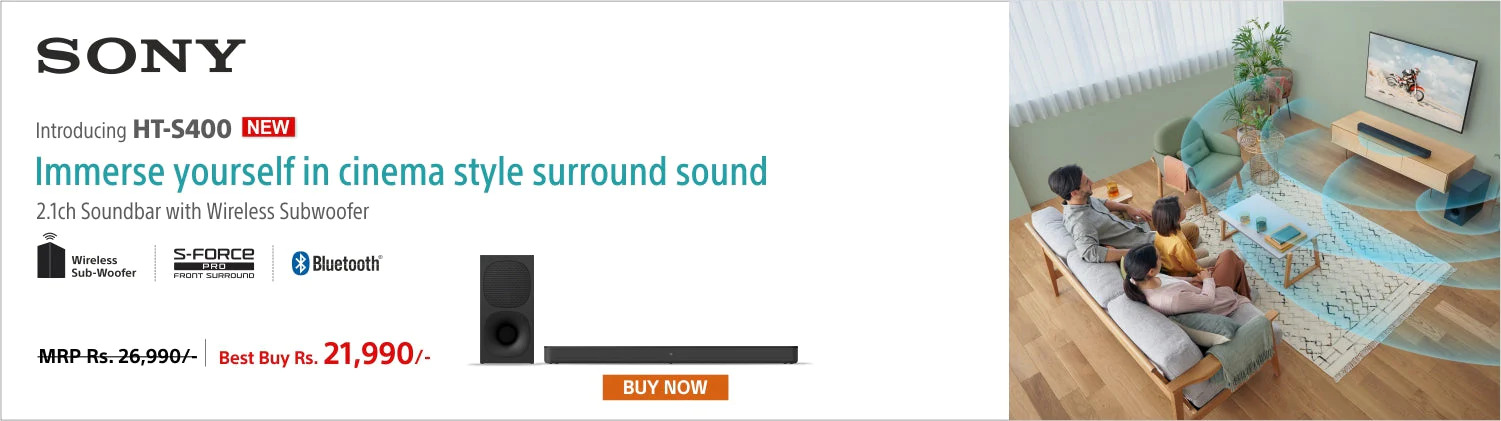 SONY
Introducing HT-S400 NEW
Immerse yourself in cinema style surround sound
2.1ch Soundbar with Wireless Subwoofer
Wireless
Sub-Woofer
S-FORCE
PRO
FRONT SURROUND
Bluetooth®
MRP Rs. 26,990/-
Best Buy Rs. 21,990/-
BUY NOW